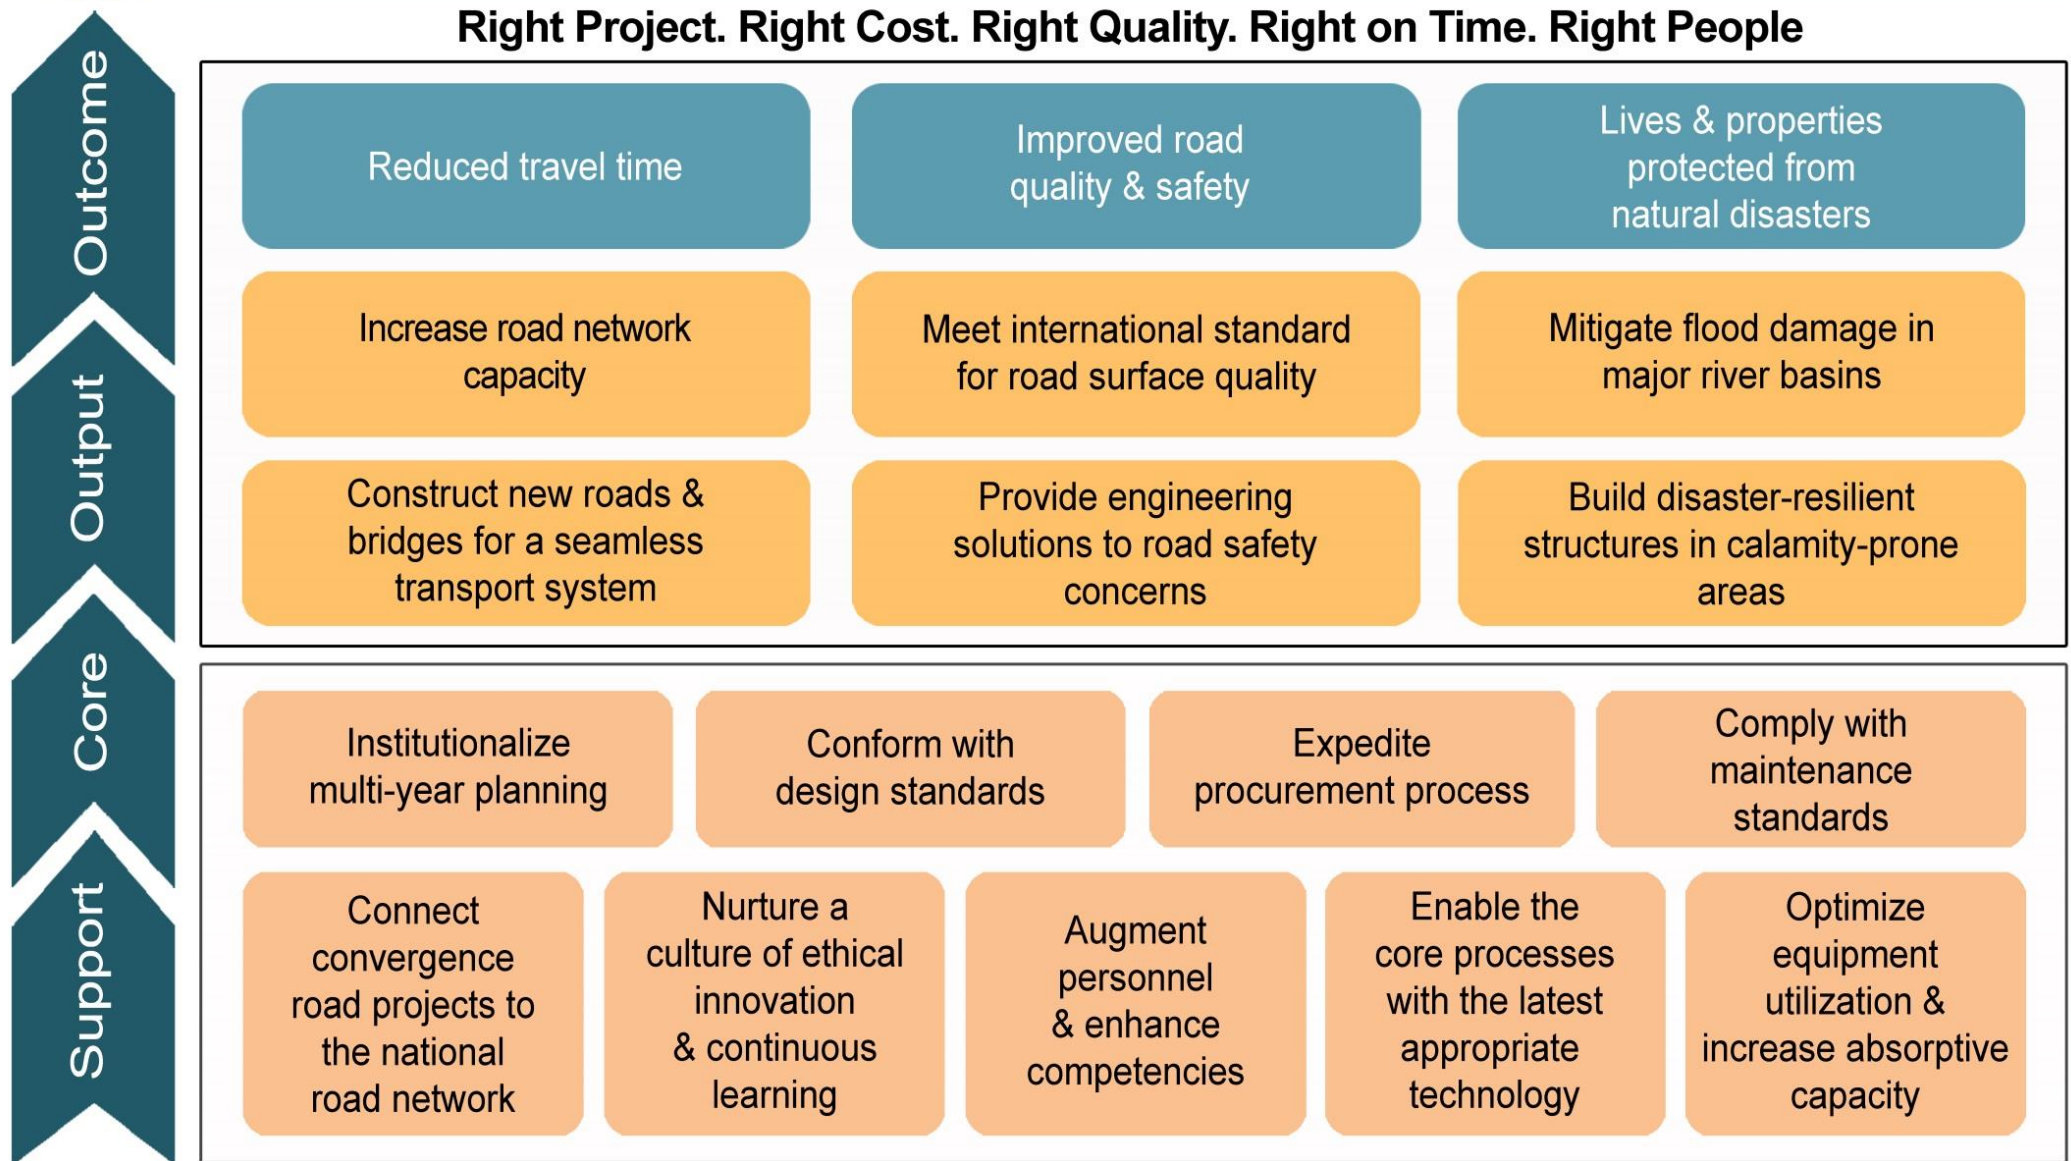 Right Project. Right Cost. Right Quality. Right on Time. Right People
Outcome
Reduced travel time
Improved road
quality & safety
Lives & properties
protected from
natural disasters
Output
Increase road network
capacity
Meet international standard
for road surface quality
Mitigate flood damage in
major river basins
Construct new roads &
bridges for a seamless
transport system
Provide engineering
solutions to road safety
concerns
Build disaster-resilient
structures in calamity-prone
areas
Core
Institutionalize
multi-year planning
Conform with
design standards
Expedite
procurement process
Comply with
maintenance
standards
Support
Connect
convergence
road projects to
the national
road network
Nurture a
culture of ethical
innovation
& continuous
learning
Augment
personnel
& enhance
competencies
Enable the
core processes
with the latest
appropriate
technology
Optimize
equipment
utilization &
increase absorptive
capacity